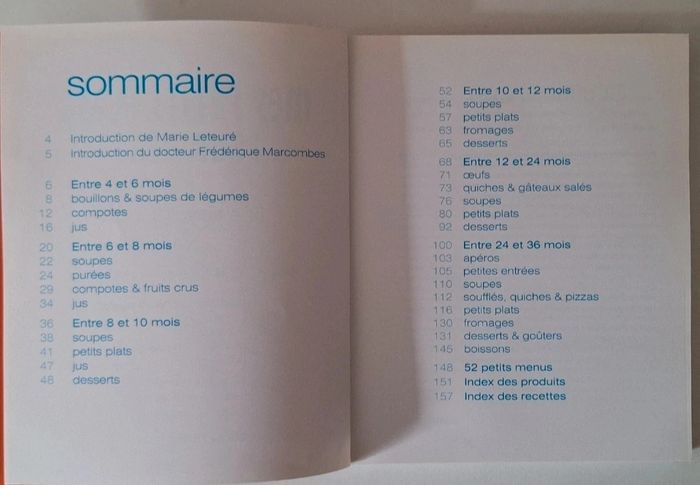 sommaire
4 Introduction de Marie Leteuré
5 Introduction du docteur Frédérique Marcombes
6 Entre 4 et 6 mois
8 bouillons & soupes de légumes
12 compotes
16 jus
20 Entre 6 et 8 mois
22 soupes
24 purées
29 compotes & fruits crus
34 jus
36 Entre 8 et 10 mois
38 soupes
41 petits plats
47 jus
48 desserts
52 Entre 10 et 12 mois
54 soupes
57 petits plats
63 fromages
65 desserts
68 Entre 12 et 24 mois
71 œufs
73 quiches & gâteaux salés
76 soupes
80 petits plats
92 desserts
100 Entre 24 et 36 mois
103 apéros
105 petites entrées
110 soupes
112 soufflés, quiches & pizzas
116 petits plats
130 fromages
131 desserts & goûters
145 boissons
148 52 petits menus
151 Index des produits
157 Index des recettes